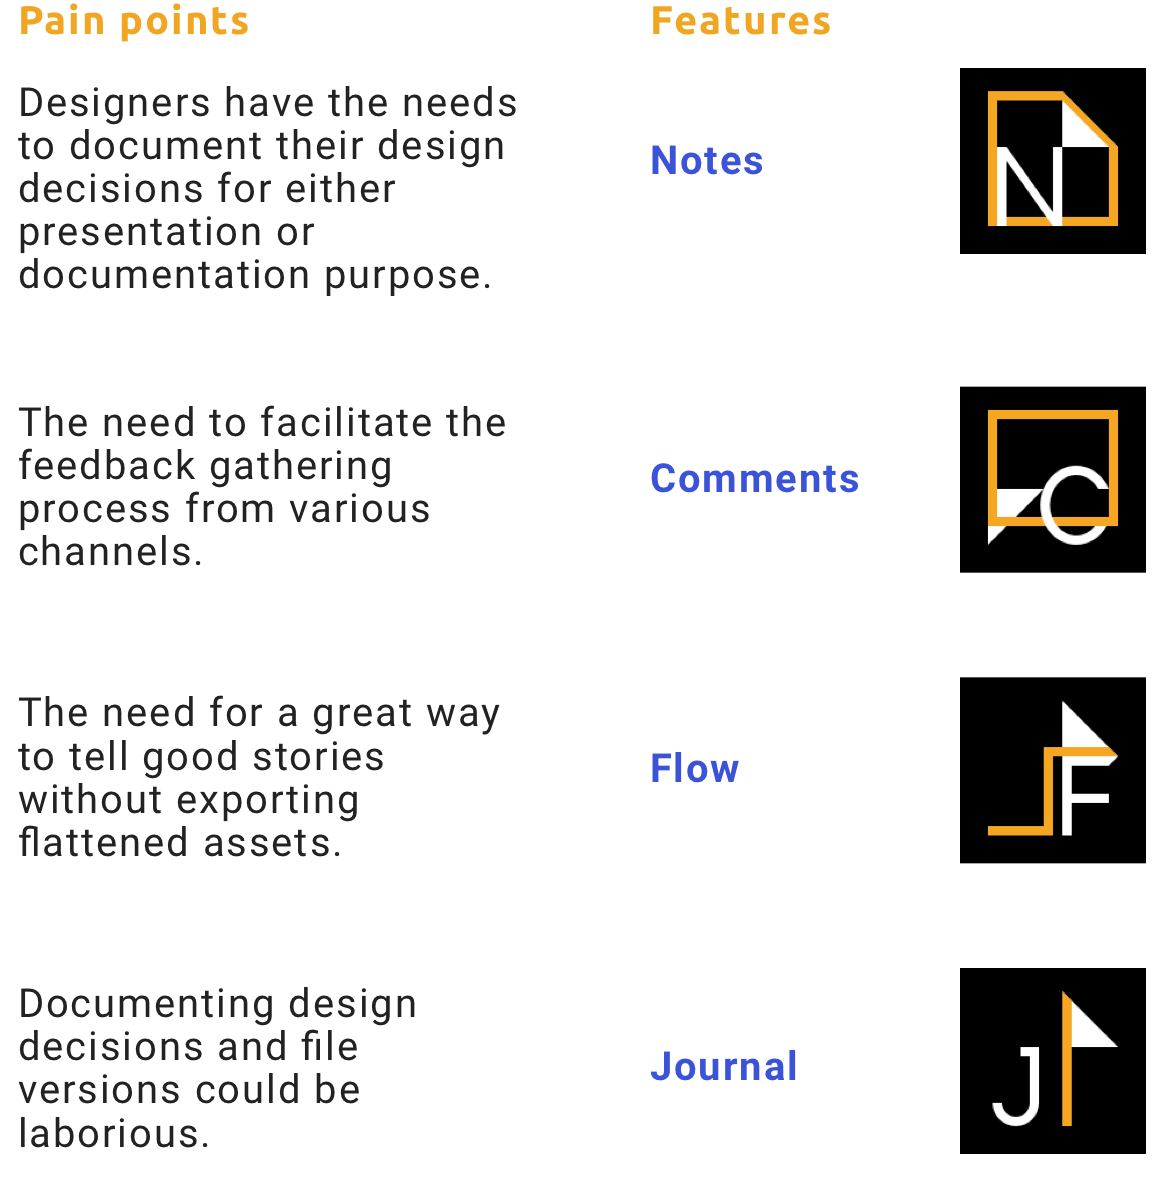 Pain points
Features
Designers have the needs
to document their design
decisions for either
presentation or
documentation purpose.
Notes
N
The need to facilitate the
feedback gathering
process from various
channels.
Comments
C
The need for a great way
to tell good stories
without exporting
flattened assets.
Flow
F
Documenting design
decisions and file
versions could be
laborious.
Journal
J